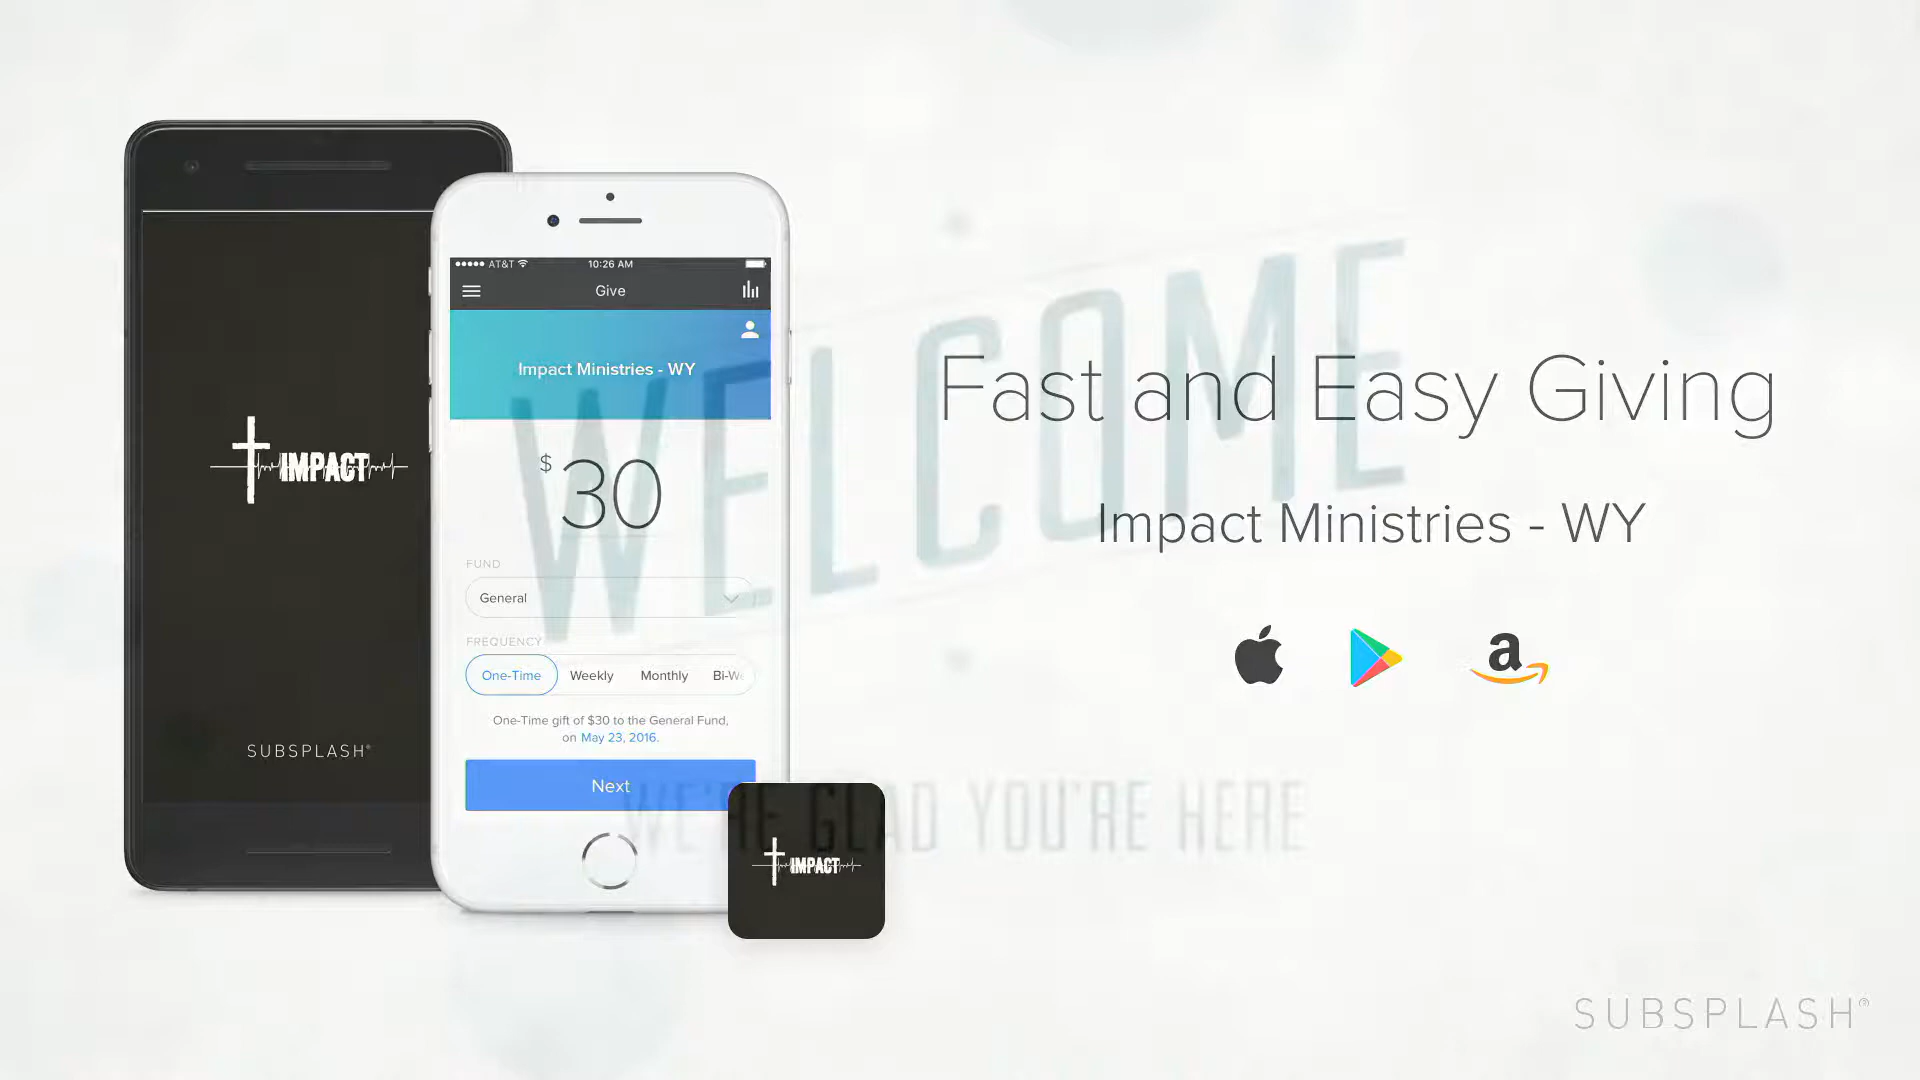 AT&T 10:26 AM
Give
Impact Ministries - WY
$30
FUND
General
FREQUENCY
One-Time Weekly Monthly Bi-We
One-Time gift of $30 to the General Fund,
on May 23, 2016.
Next
IMPACT
SUBSPLASH®
IMPACT
WELCOME
WE'RE GLAD YOU'RE HERE
Fast and Easy Giving
Impact Ministries - WY
a
SUBSPLASH®